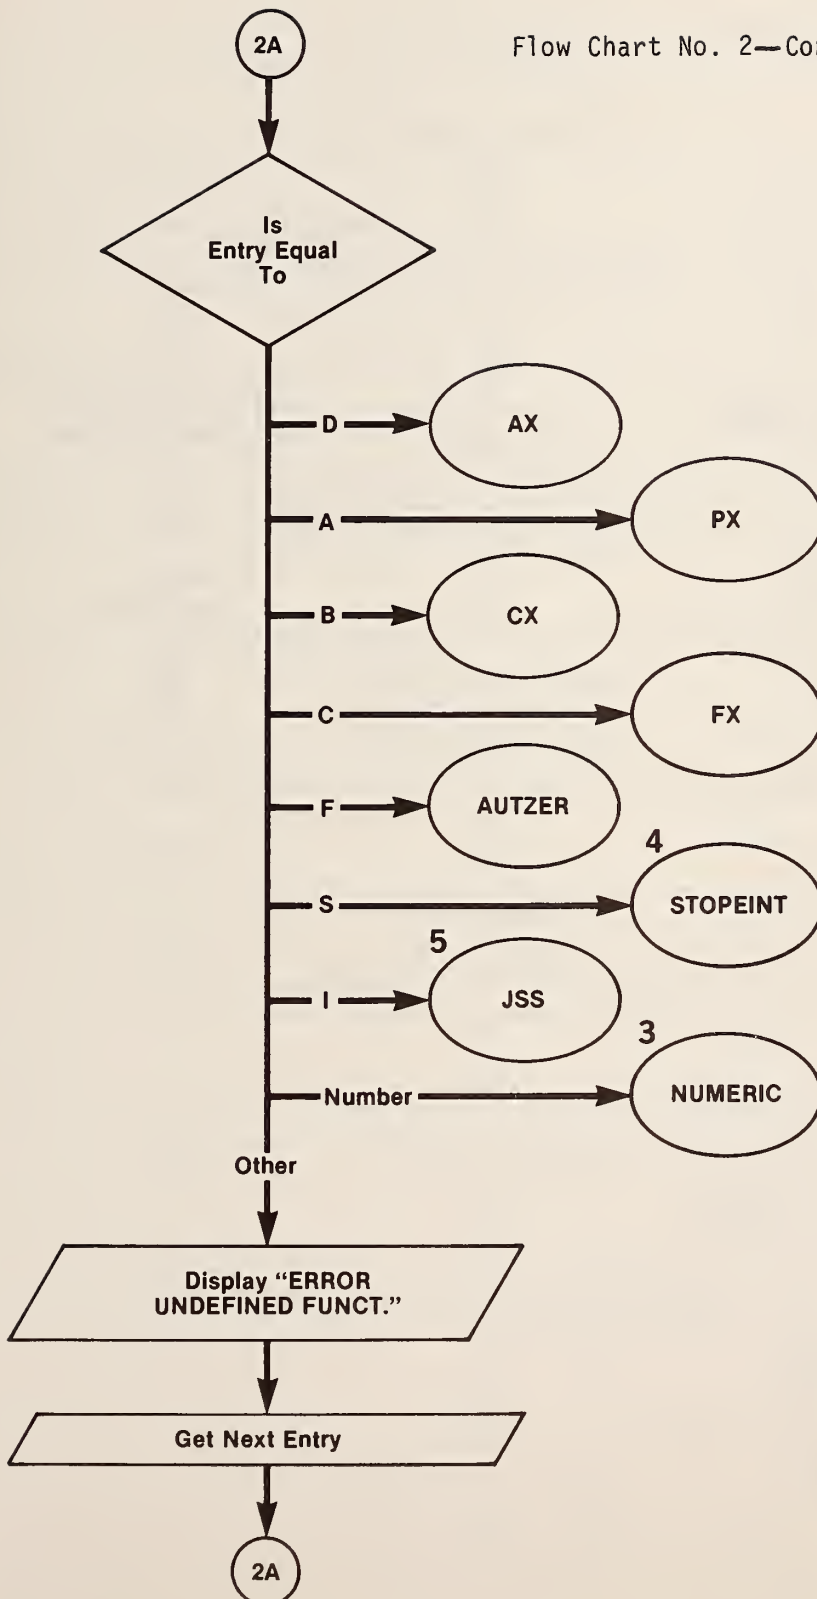 2A
Flow Chart No. 2—Co
Is
Entry Equal
To
D
AX
A
PX
B
CX
C
FX
F
AUTZER
4
S
STOPEINT
5
I
JSS
3
Number
NUMERIC
Other
Display “ERROR
UNDEFINED FUNCT.”
Get Next Entry
2A